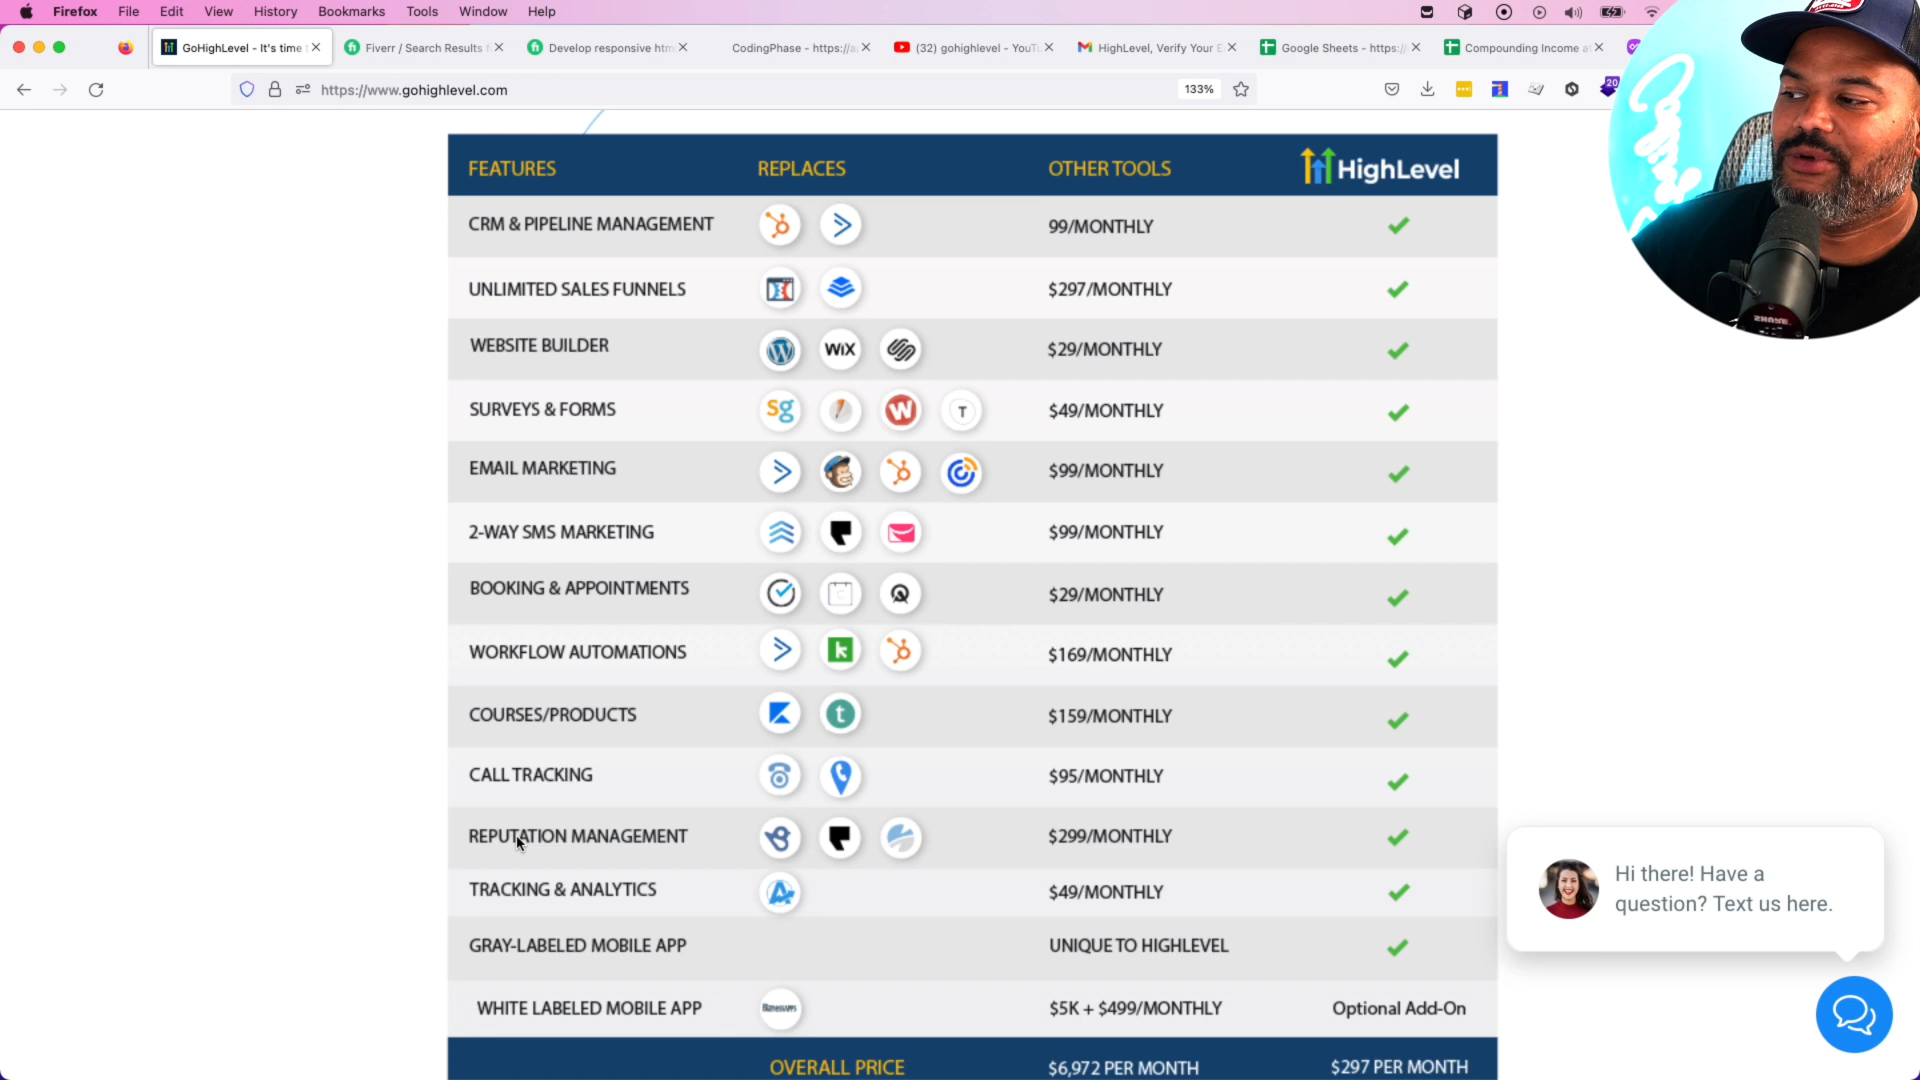 Firefox File Edit View History Bookmarks Tools Window Help
GoHighLevel - It's time
Fiverr / Search Results f
Develop responsive htm
CodingPhase - https://a
(32) gohighlevel - YouTu
HighLevel, Verify Your E
Google Sheets - https:/
Compounding Income a
https://www.gohighlevel.com
133%
20
FEATURES REPLACES OTHER TOOLS HighLevel
CRM & PIPELINE MANAGEMENT 99/MONTHLY
UNLIMITED SALES FUNNELS $297/MONTHLY
WEBSITE BUILDER WiX $29/MONTHLY
SURVEYS & FORMS sg W T $49/MONTHLY
EMAIL MARKETING $99/MONTHLY
2-WAY SMS MARKETING $99/MONTHLY
BOOKING & APPOINTMENTS $29/MONTHLY
WORKFLOW AUTOMATIONS k $169/MONTHLY
COURSES/PRODUCTS t $159/MONTHLY
CALL TRACKING $95/MONTHLY
REPUTATION MANAGEMENT $299/MONTHLY
TRACKING & ANALYTICS $49/MONTHLY
GRAY-LABELED MOBILE APP UNIQUE TO HIGHLEVEL
WHITE LABELED MOBILE APP $5K + $499/MONTHLY Optional Add-On
OVERALL PRICE $6,972 PER MONTH $297 PER MONTH
Hi there! Have a
question? Text us here.
SHURE